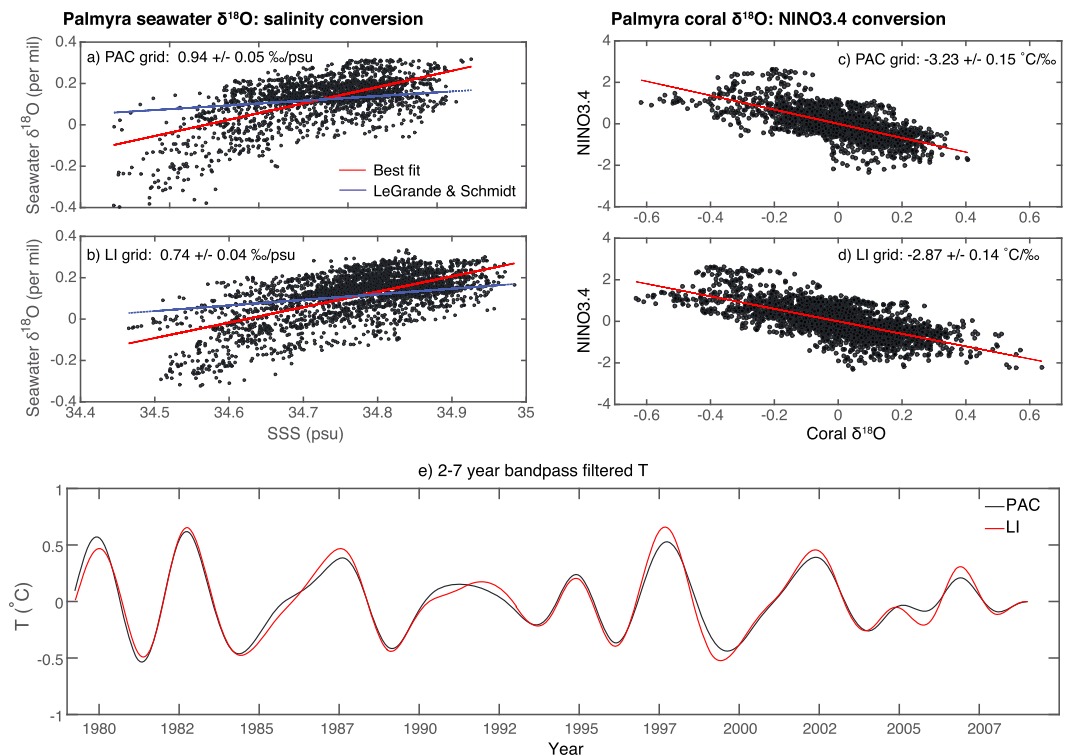 Palmyra seawater δ18O: salinity conversion
Palmyra coral δ18O: NINO3.4 conversion
a) PAC grid: 0.94 +/- 0.05 ‰/psu
Seawater δ18O (per mil)
0.4
0.2
0
-0.2
-0.4
Best fit
LeGrande & Schmidt
c) PAC grid: -3.23 +/- 0.15 ˚C/‰
NINO3.4
4
2
0
-2
-4
-0.6 -0.4 -0.2 0 0.2 0.4 0.6
b) LI grid: 0.74 +/- 0.04 ‰/psu
Seawater δ18O (per mil)
0.4
0.2
0
-0.2
-0.4
34.4 34.5 34.6 34.7 34.8 34.9 35
SSS (psu)
d) LI grid: -2.87 +/- 0.14 ˚C/‰
NINO3.4
4
2
0
-2
-4
-0.6 -0.4 -0.2 0 0.2 0.4 0.6
Coral δ18O
e) 2-7 year bandpass filtered T
PAC
LI
T (˚C)
1
0.5
0
-0.5
-1
1980 1982 1985 1987 1990 1992 1995 1997 2000 2002 2005 2007
Year